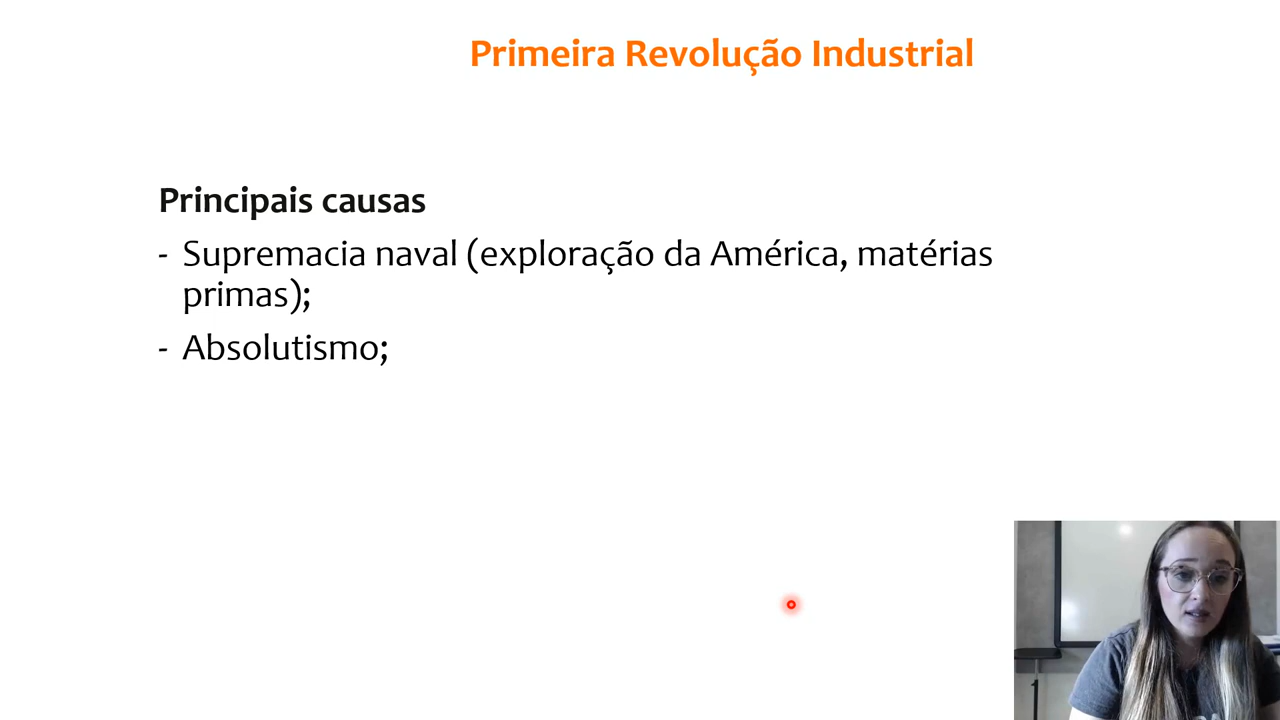 Primeira Revolução Industrial
Principais causas
- Supremacia naval (exploração da América, matérias
primas);
- Absolutismo;